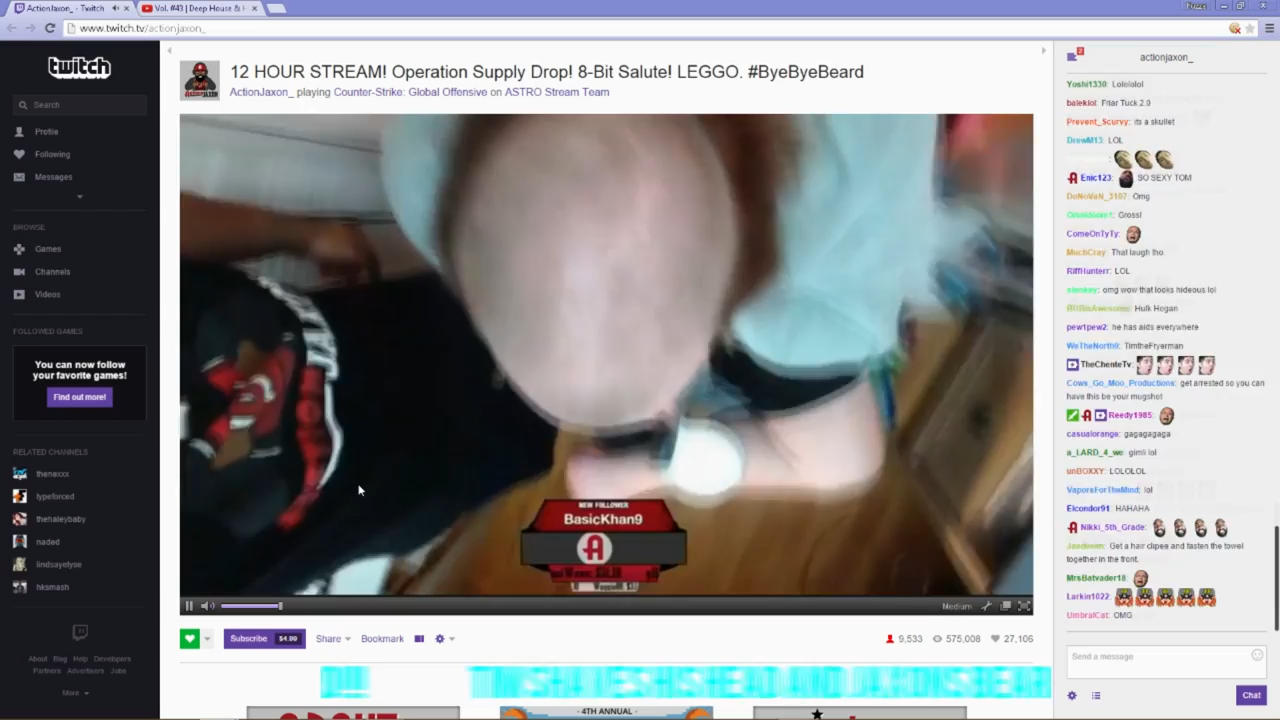 ActionJaxon_ - Twitch
Vol. #43 | Deep House &
www.twitch.tv/actionjaxon_
twitch
Search
Profile
Following
Messages
BROWSE
Games
Channels
Videos
FOLLOWED GAMES
You can now follow
your favorite games!
Find out more!
RELATED CHANNELS
thenexxx
typeforced
thehaleybaby
naded
lindsayelyse
hksmash
About Blog Help Developers
Partners Advertisers Jobs
More
12 HOUR STREAM! Operation Supply Drop! 8-Bit Salute! LEGGO. #ByeByeBeard
ActionJaxon_ playing Counter-Strike: Global Offensive on ASTRO Stream Team
NEW FOLLOWER
BasicKhan9
Medium
Subscribe $4.99
Share
Bookmark
9,533
575,008
27,106
- 4TH ANNUAL -
2
actionjaxon_
Yoshi1330: Lolololol
baleklol: Friar Tuck 2.0
Prevent_Scurvy: its a skullet
DrewM13: LOL
Enic123: SO SEXY TOM
DoNoVaN_3107: Omg
Gross!
ComeOnTyTy:
MuchCray: That laugh tho.
RiffHunterr: LOL
omg wow that looks hideous lol
Hulk Hogan
pew1pew2: he has aids everywhere
WeTheNorth9: TimtheFryerman
TheChenteTv:
Cows_Go_Moo_Productions: get arrested so you can
have this be your mugshot
Reedy1985:
casualorange: gagagagaga
a_LARD_4_we: gimli lol
unBOXXY: LOLOLOL
VaporeForTheMind: lol
Elcondor91 HAHAHA
Nikki_5th_Grade:
Get a hair clipee and fasten the towel
together in the front.
MrsBatvader18:
Larkin1022:
UmbralCat: OMG
Send a message
Chat